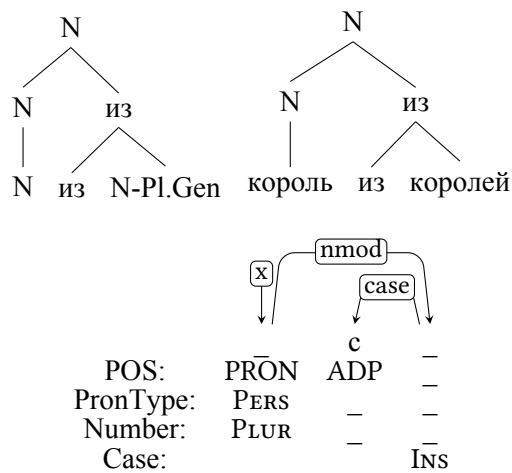 N N
N из N из
N из N-Pl.Gen король из королей
nmod
x case
_ c _
POS: PRON ADP _
PronType: PERS _ _
Number: PLUR _ _
Case: INS